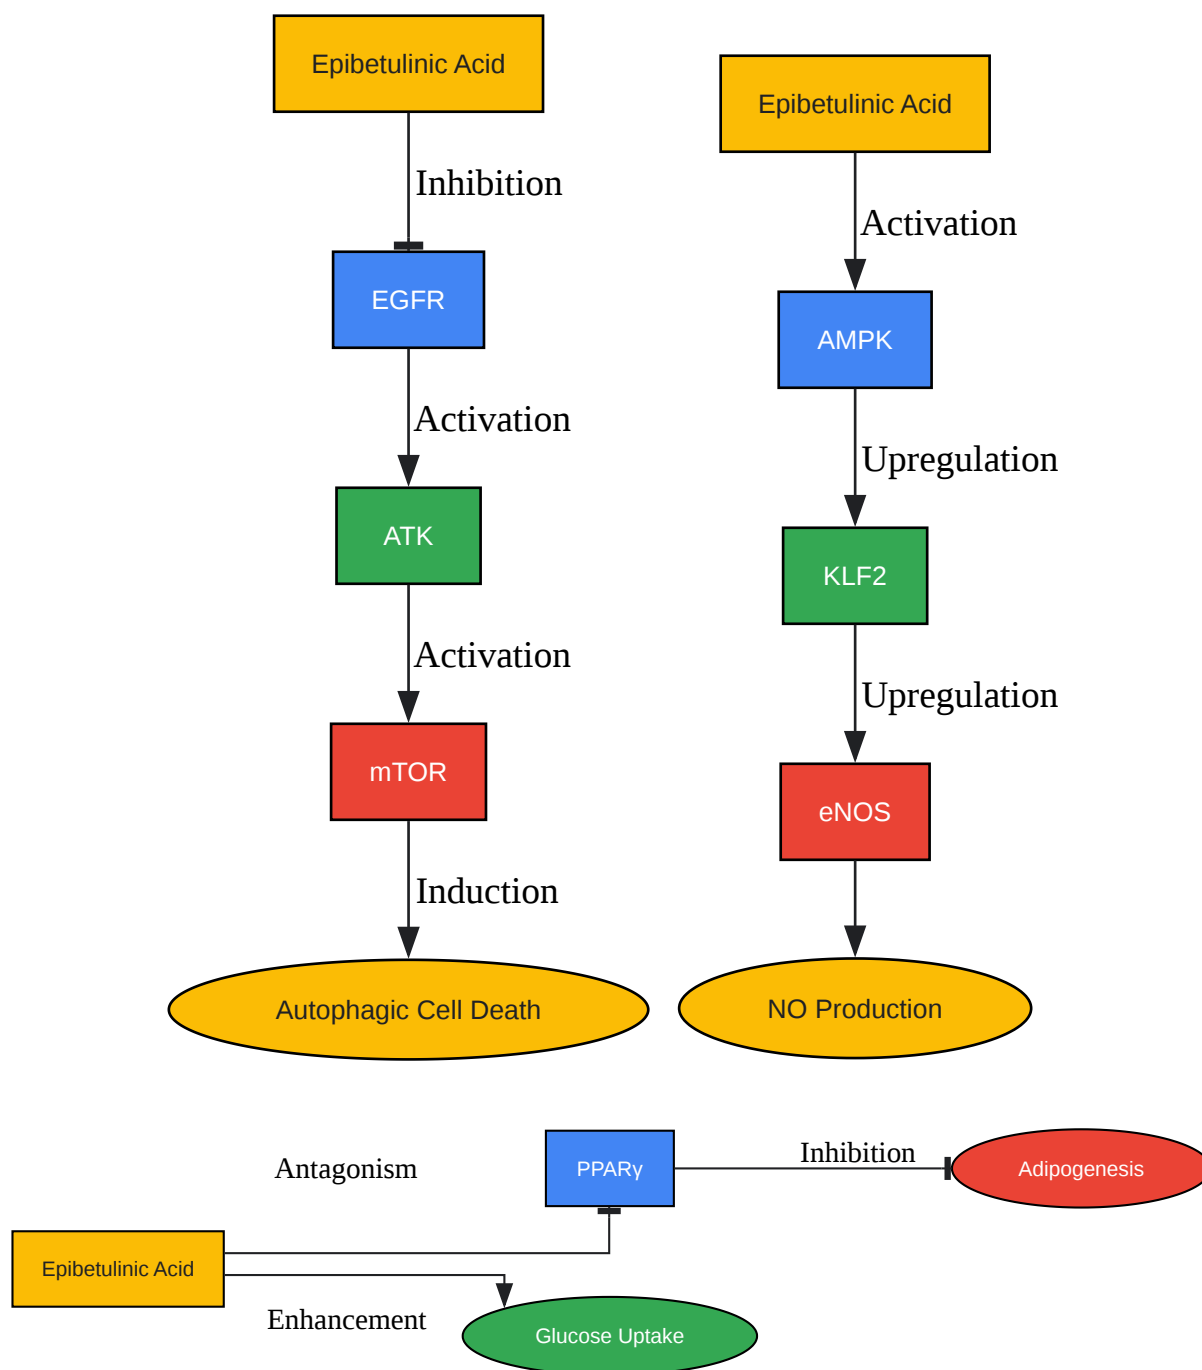 Epibetulinic Acid
Inhibition
EGFR
Activation
ATK
Activation
mTOR
Induction
Autophagic Cell Death
Epibetulinic Acid
Activation
AMPK
Upregulation
KLF2
Upregulation
eNOS
NO Production
Antagonism
PPARγ
Inhibition
Adipogenesis
Epibetulinic Acid
Enhancement
Glucose Uptake